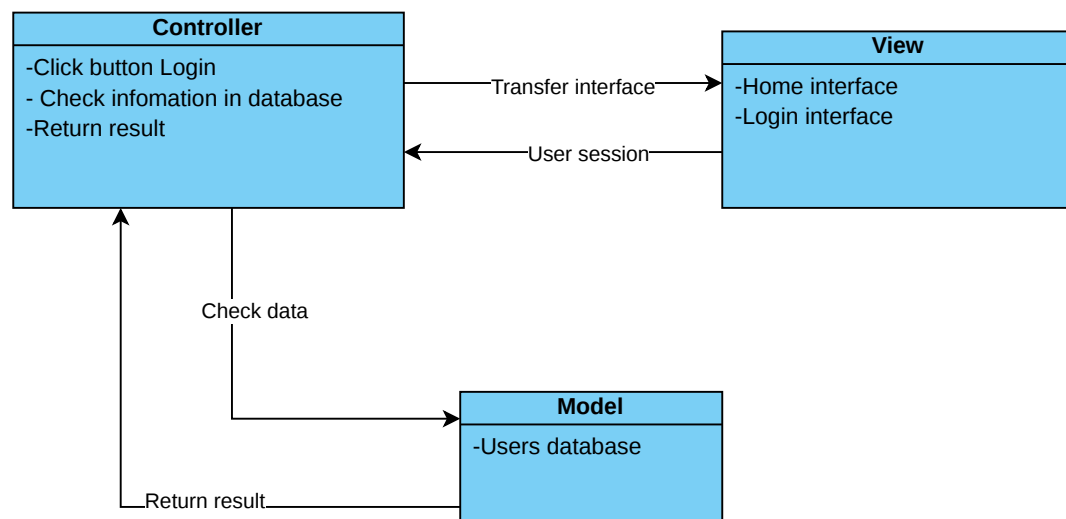 Controller
-Click button Login
- Check infomation in database
-Return result
Transfer interface
User session
View
-Home interface
-Login interface
Check data
Model
-Users database
Return result